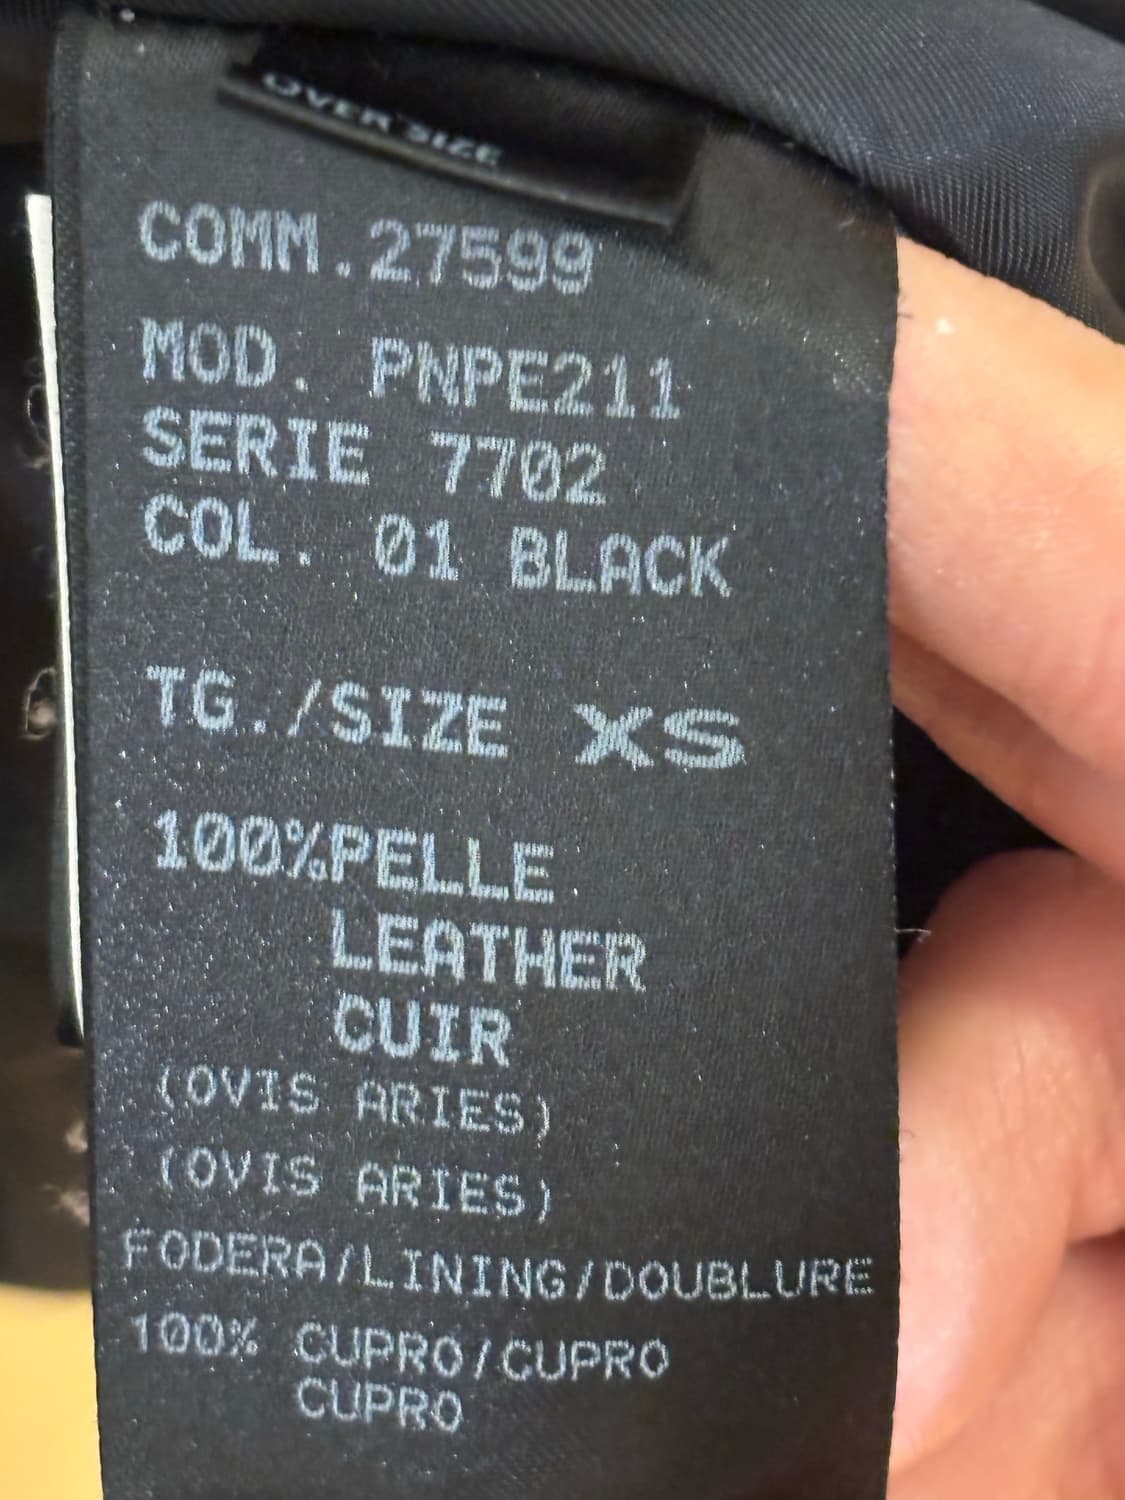 OVER SIZE
COMM.27599
MOD. PNPE211
SERIE 7702
COL. 01 BLACK
TG./SIZE XS
100%PELLE
LEATHER
CUIR
(OVIS ARIES)
(OVIS ARIES)
FODERA/LINING/DOUBLURE
100% CUPRO/CUPRO
CUPRO